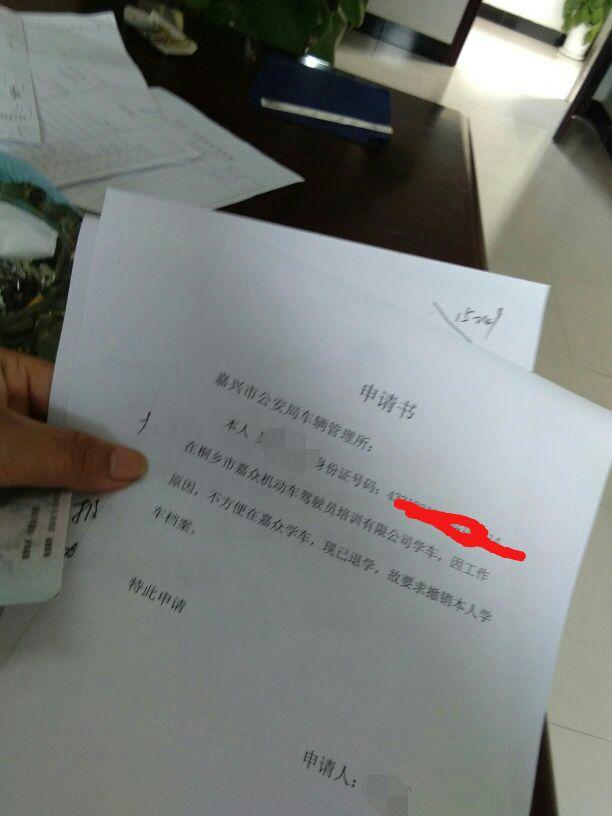 15-24号
申请书
嘉兴市公安局车辆管理所：
本人 身份证号码：
在桐乡市嘉众机动车驾驶员培训有限公司学车，因工作
原因，不方便在嘉众学车，现已退学，故要求撤销本人学
车档案。
特此申请
申请人：